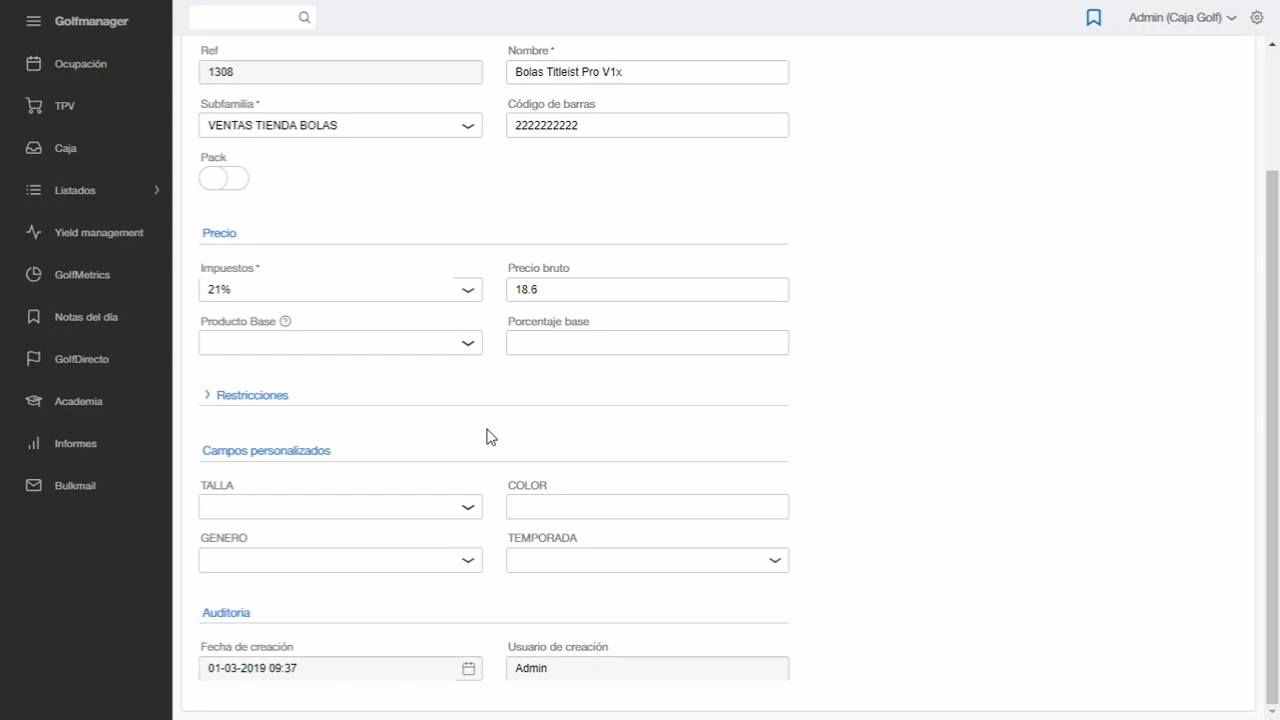 Golfmanager
Admin (Caja Golf)
Ocupación
TPV
Caja
Listados
Yield management
GolfMetrics
Notas del día
GolfDirecto
Academia
Informes
Bulkmail
Ref
Nombre*
1308
Bolas Titleist Pro V1x
Subfamilia*
Código de barras
VENTAS TIENDA BOLAS
2222222222
Pack
Precio
Impuestos*
Precio bruto
21%
18.6
Producto Base ?
Porcentaje base
Restricciones
Campos personalizados
TALLA
COLOR
GENERO
TEMPORADA
Auditoria
Fecha de creación
Usuario de creación
01-03-2019 09:37
Admin